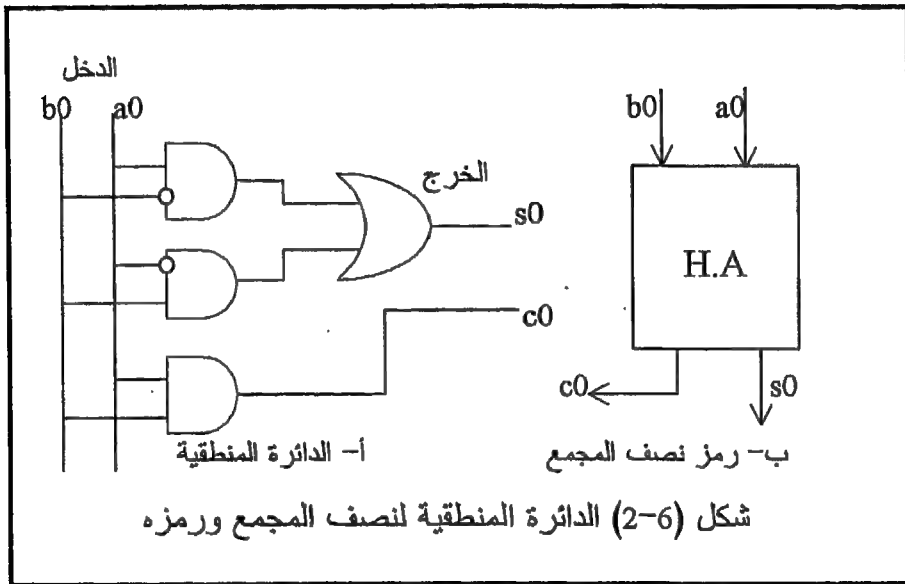 الدخل
b0 a0
الخرج
s0
c0
أ- الدائرة المنطقية
b0 a0
H.A
c0 s0
ب- رمز نصف المجمع
شكل (6-2) الدائرة المنطقية لنصف المجمع ورمزه